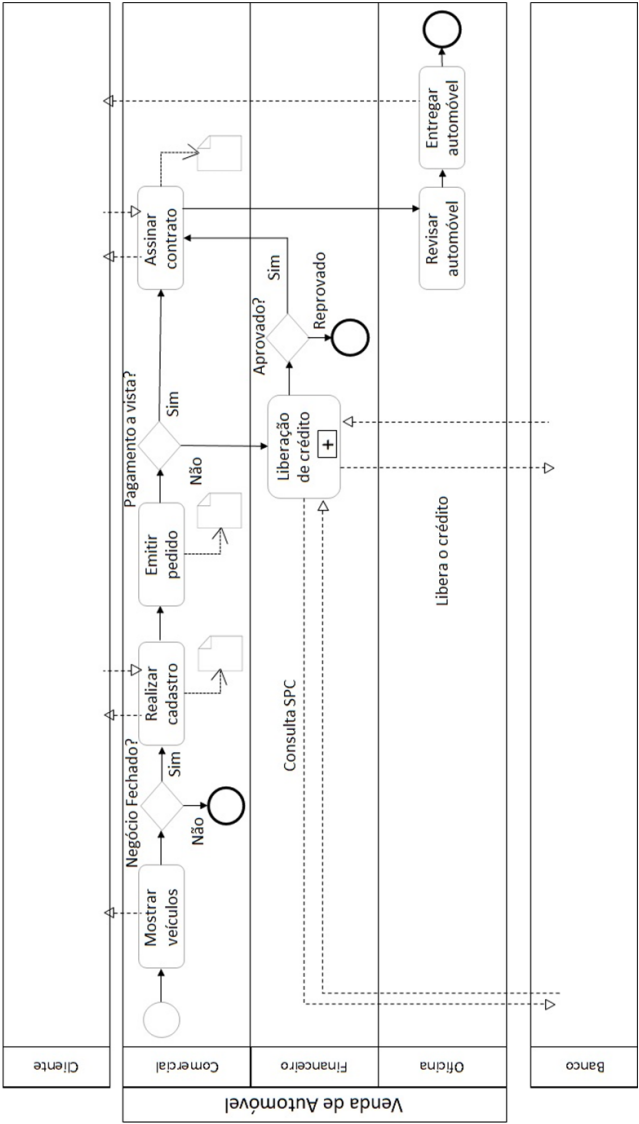 Cliente
Venda de Automóvel
Comercial
Mostrar
veículos
Negócio Fechado?
Sim
Não
Realizar
cadastro
Emitir
pedido
Pagamento a vista?
Sim
Não
Assinar
contrato
Financeiro
Consulta SPC
Liberação
de crédito
+
Aprovado?
Sim
Reprovado
Oficina
Libera o crédito
Revisar
automóvel
Entregar
automóvel
Banco